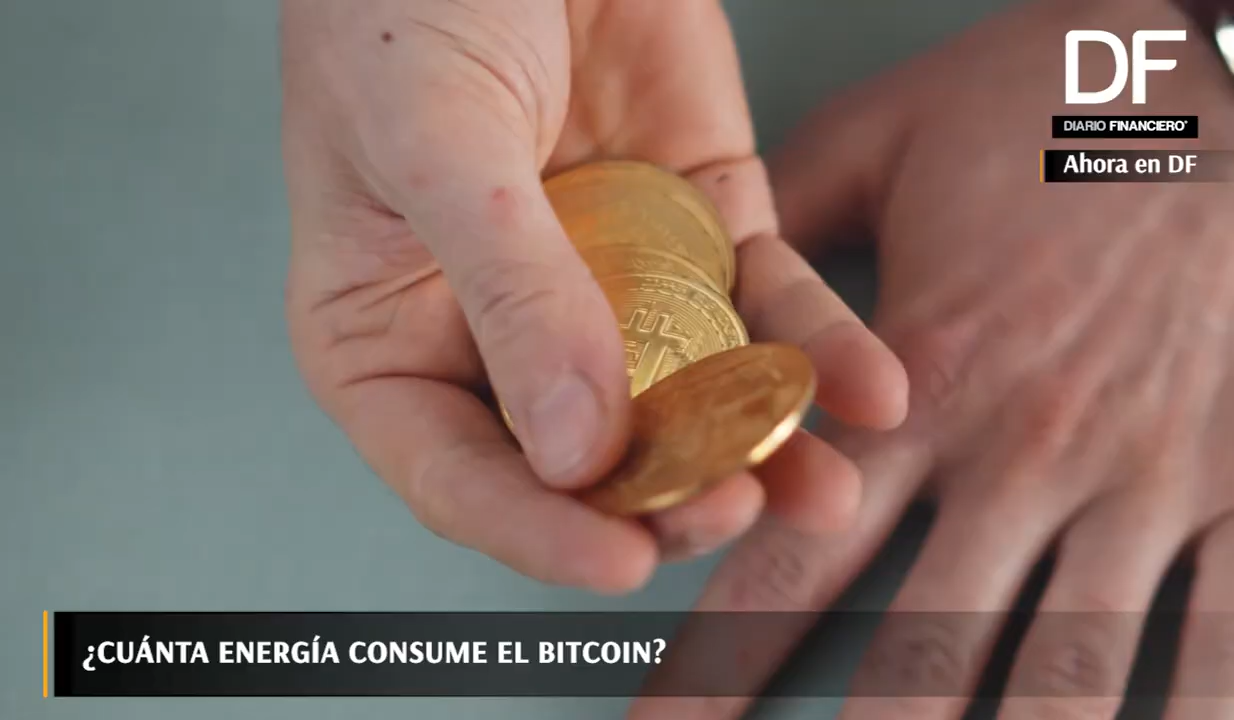 DF
DIARIO FINANCIERO®
Ahora en DF
¿CUÁNTA ENERGÍA CONSUME EL BITCOIN?